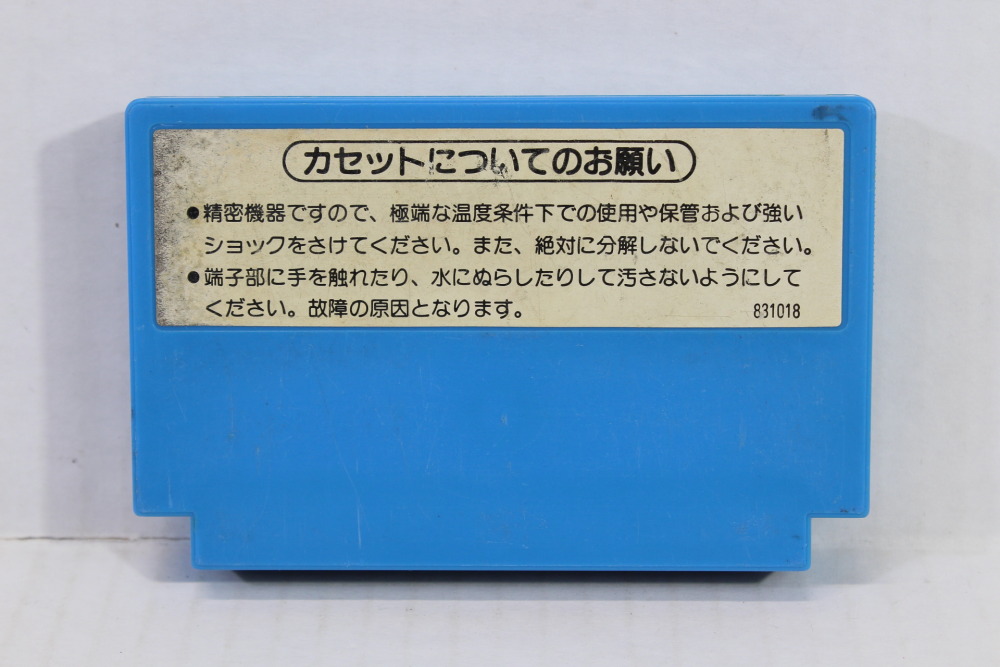 カセットについてのお願い
●精密機器ですので、極端な温度条件下での使用や保管および強い
ショックをさけてください。また、絶対に分解しないでください。
●端子部に手を触れたり、水にぬらしたりして汚さないようにして
ください。故障の原因となります。 831018